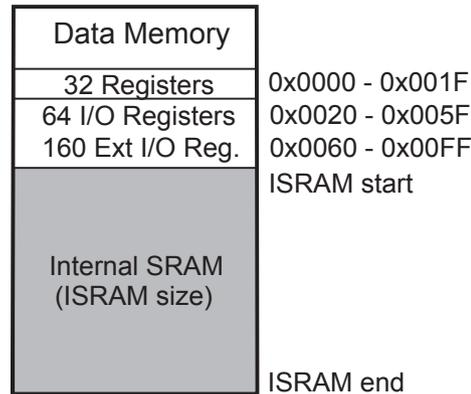 Data Memory
32 Registers 0x0000 - 0x001F
64 I/O Registers 0x0020 - 0x005F
160 Ext I/O Reg. 0x0060 - 0x00FF
ISRAM start
Internal SRAM
(ISRAM size)
ISRAM end